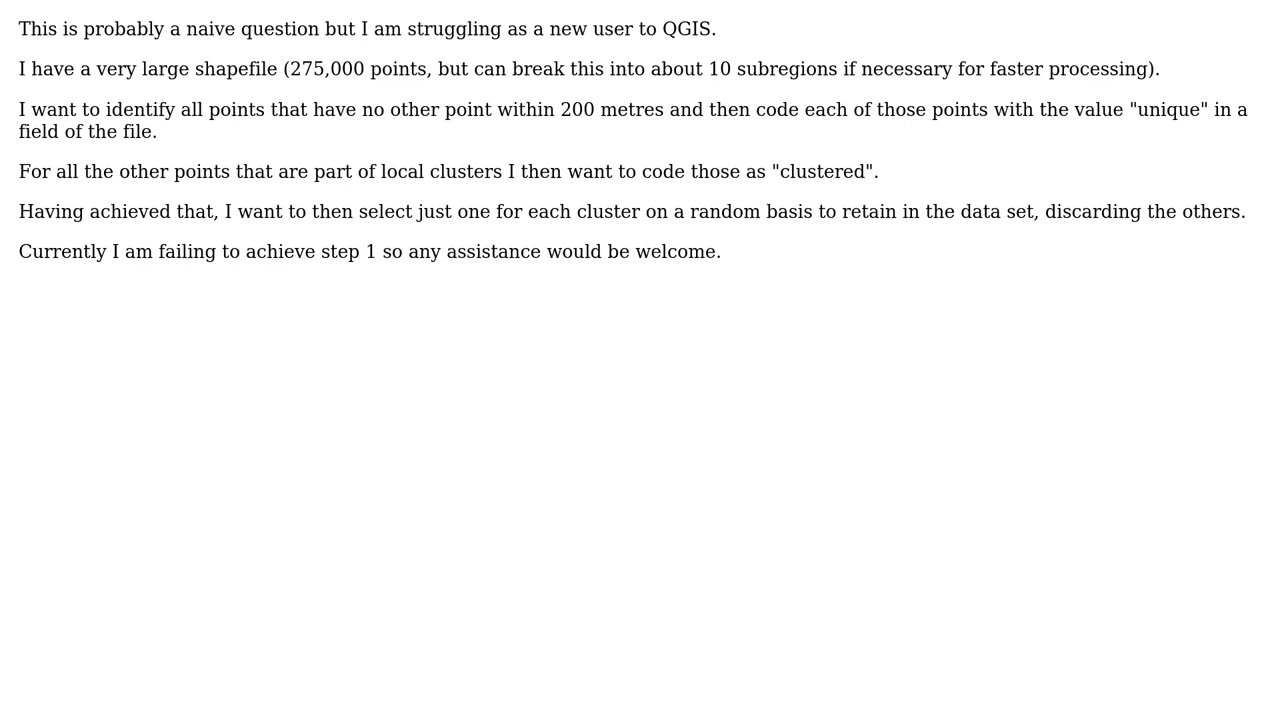 This is probably a naive question but I am struggling as a new user to QGIS.
I have a very large shapefile (275,000 points, but can break this into about 10 subregions if necessary for faster processing).
I want to identify all points that have no other point within 200 metres and then code each of those points with the value "unique" in a
field of the file.
For all the other points that are part of local clusters I then want to code those as "clustered".
Having achieved that, I want to then select just one for each cluster on a random basis to retain in the data set, discarding the others.
Currently I am failing to achieve step 1 so any assistance would be welcome.